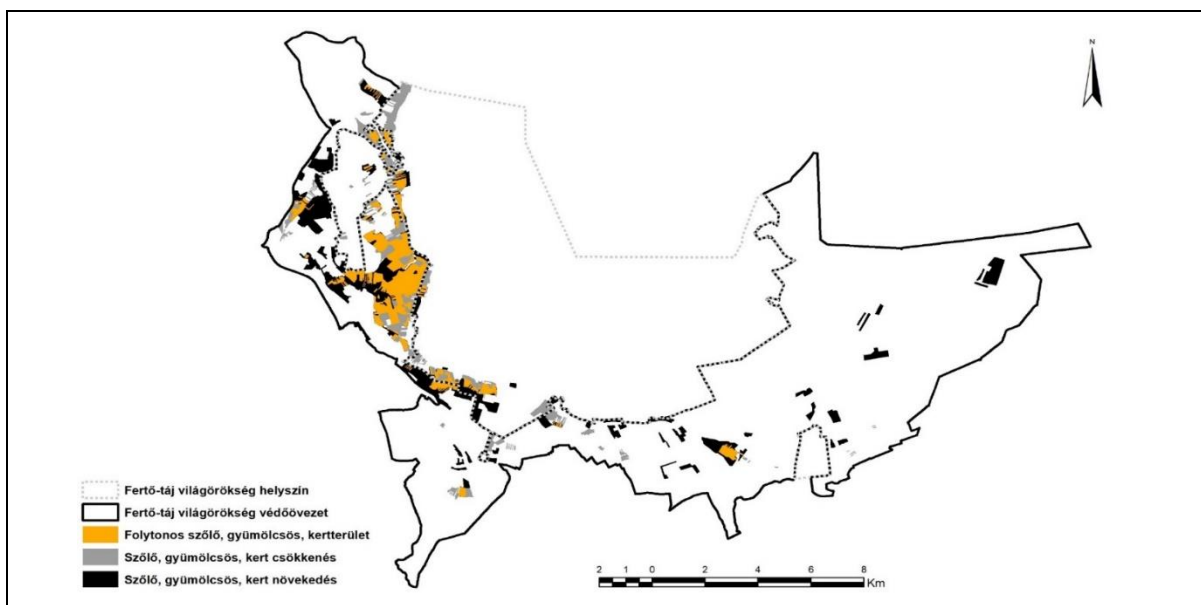 N
Fertő-táj világörökség helyszín
Fertő-táj világörökség védőövezet
Folytonos szőlő, gyümölcsös, kertterület
Szőlő, gyümölcsös, kert csökkenés
Szőlő, gyümölcsös, kert növekedés
2 1 0 2 4 6 8
Km